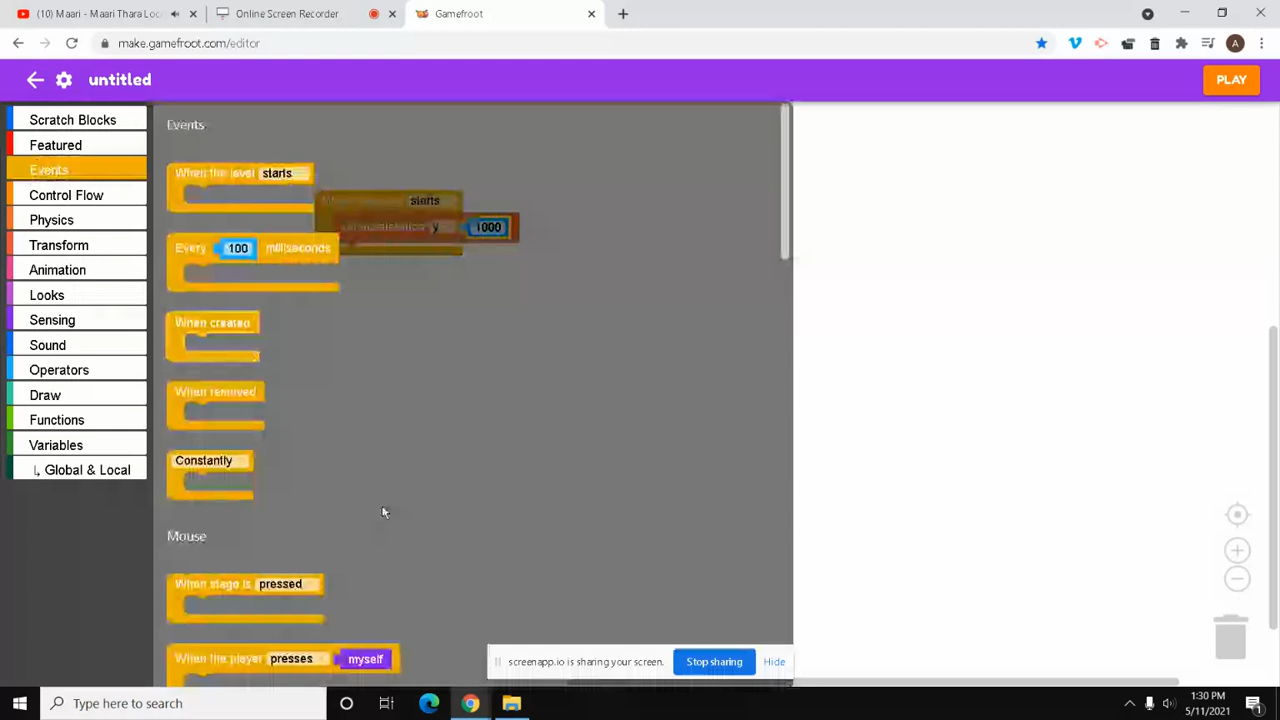 (10) Maari - Maari Thara Loc
Online Screen Recorder
Gamefroot
make.gamefroot.com/editor
A
untitled
PLAY
Scratch Blocks
Featured
Events
Control Flow
Physics
Transform
Animation
Looks
Sensing
Sound
Operators
Draw
Functions
Variables
↳ Global & Local
Events
When the level starts
starts
y 1000
Every 100 milliseconds
When created
When removed
Constantly
Mouse
When stage is pressed
When the player presses myself
screenapp.io is sharing your screen.
Stop sharing
Hide
Type here to search
1:30 PM
5/11/2021
1